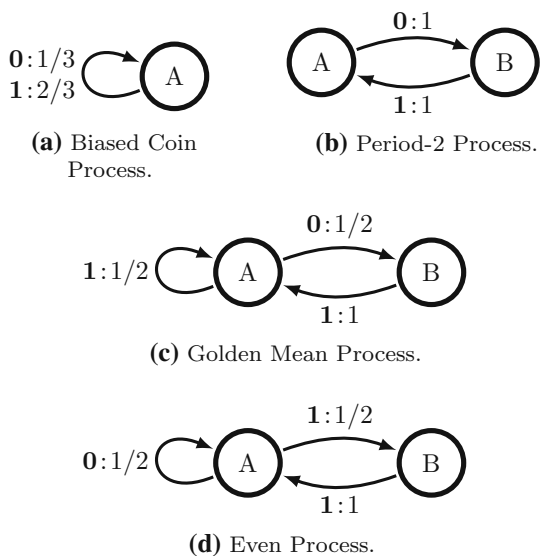 0:1/3
1:2/3
A
(a) Biased Coin
Process.
0:1
A
B
1:1
(b) Period-2 Process.
0:1/2
1:1/2
A
B
1:1
(c) Golden Mean Process.
1:1/2
0:1/2
A
B
1:1
(d) Even Process.